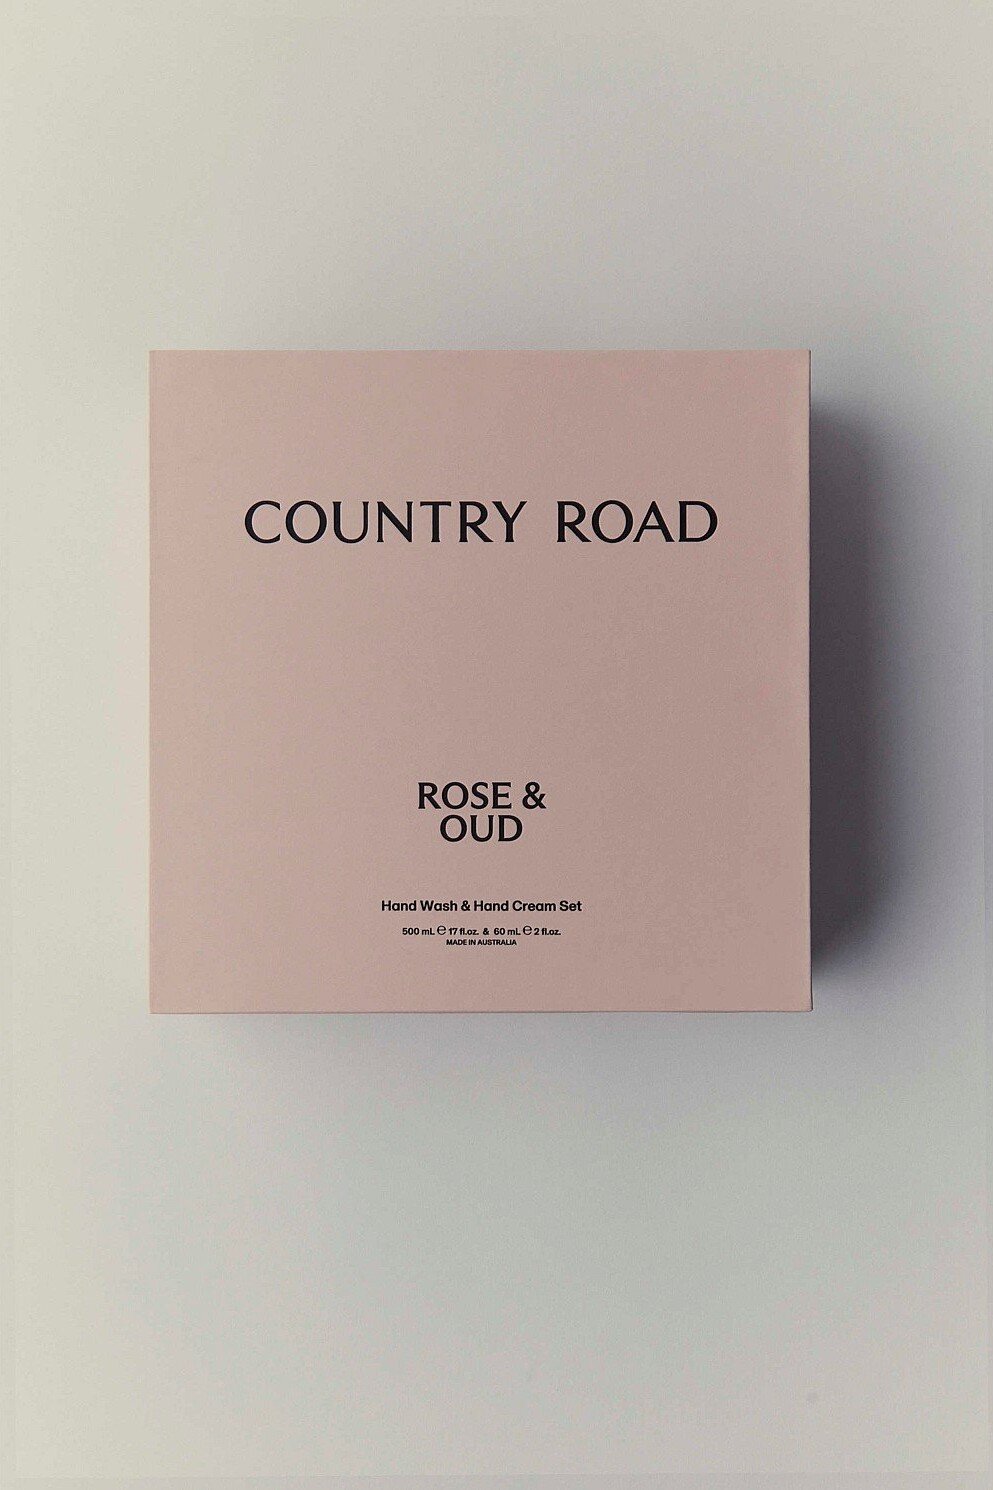 COUNTRY ROAD
ROSE &
OUD
Hand Wash & Hand Cream Set
500 mL ℮ 17 fl.oz. & 60 mL ℮ 2 fl.oz.
MADE IN AUSTRALIA